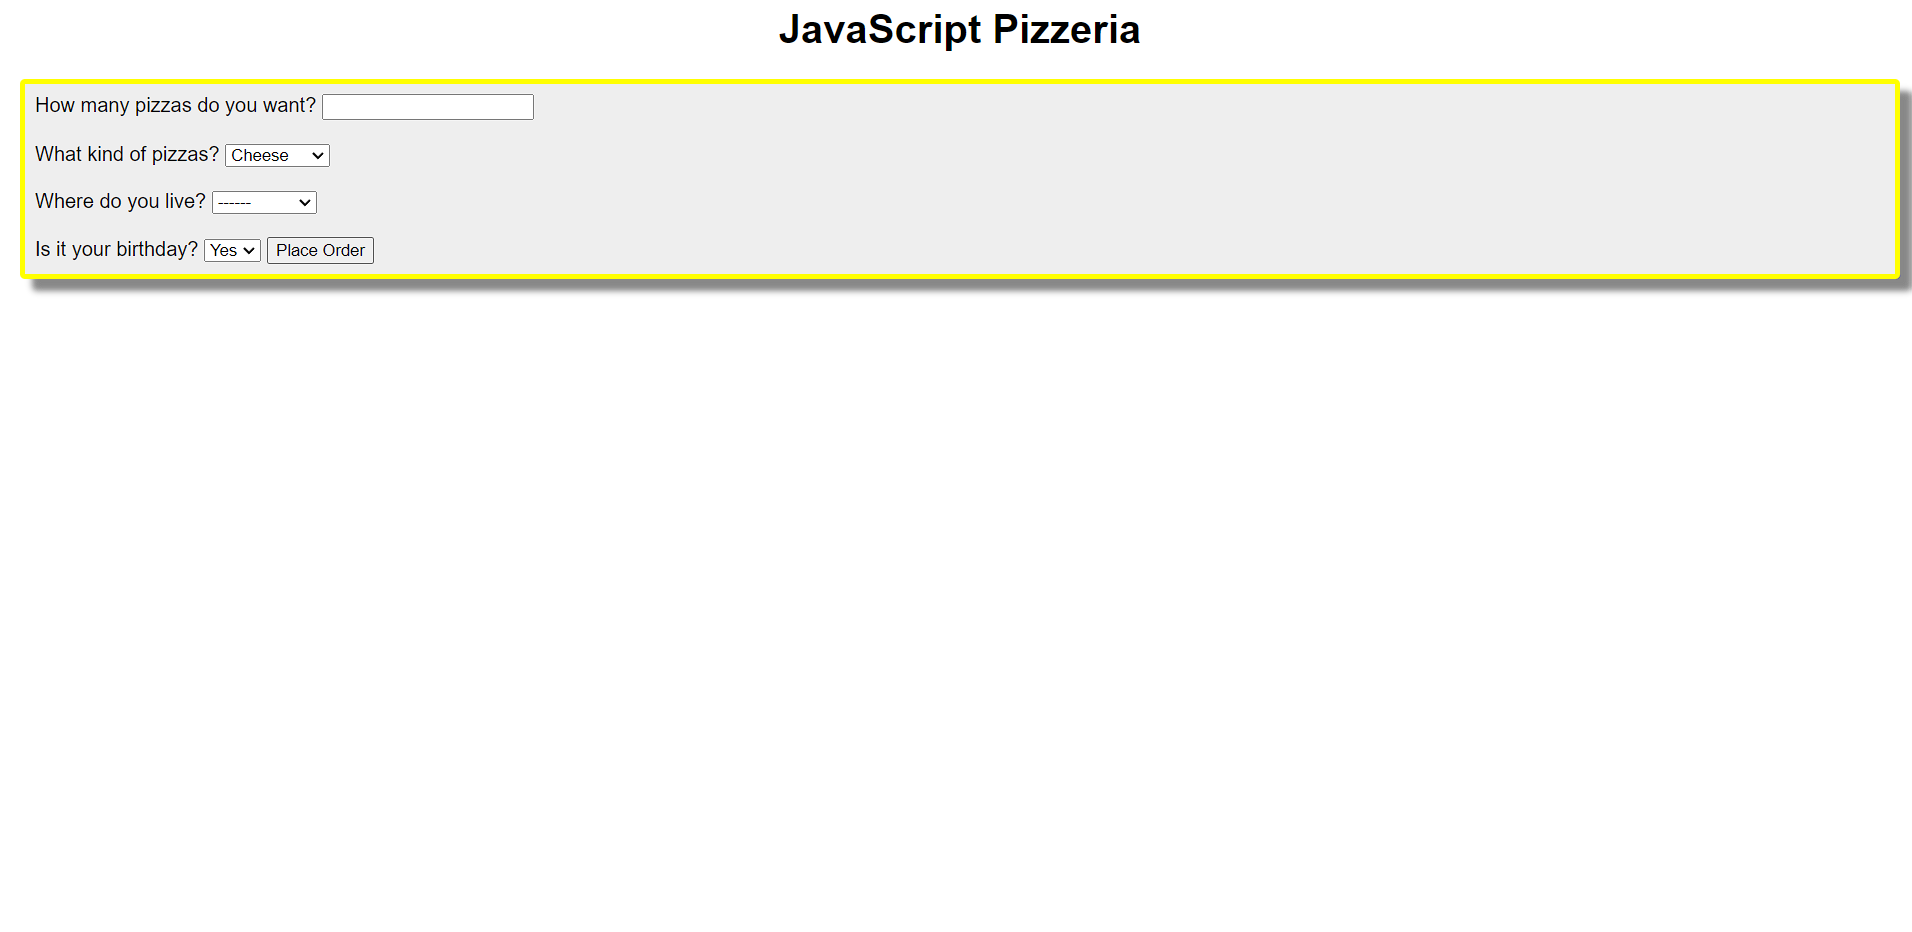 JavaScript Pizzeria
How many pizzas do you want?
What kind of pizzas? Cheese
Where do you live? ------
Is it your birthday? Yes Place Order